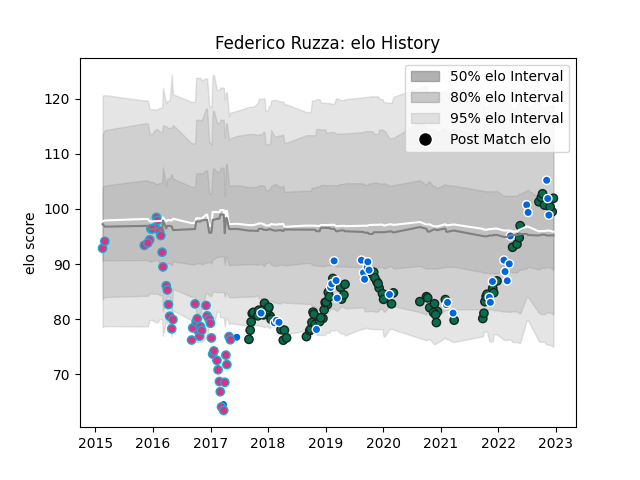 Federico Ruzza: elo History
50% elo Interval
80% elo Interval
95% elo Interval
Post Match elo
elo score
120
110
100
90
80
70
2015 2016 2017 2018 2019 2020 2021 2022 2023